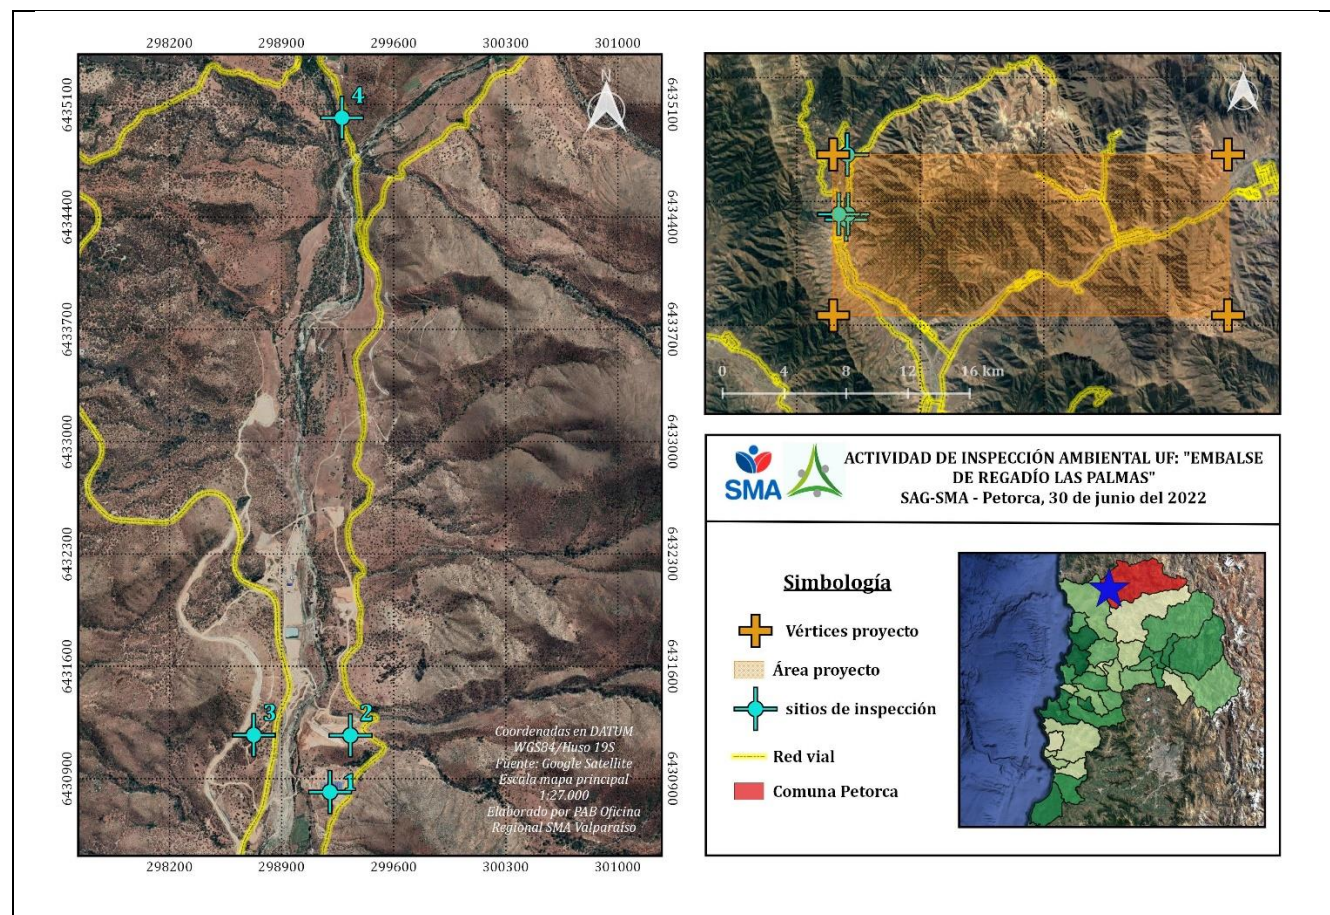 298200 298900 299600 300300 301000
6435100
6434400
6433700
6433000
6432300
6431600
6430900
N
4
3
2
1
Coordenadas en DATUM
WGS84/Huso 19S
Fuente: Google Satellite
Escala mapa principal
1:27.000
Elaborado por PAB Oficina
Regional SMA Valparaíso
6435100
6434400
6433700
6433000
6432300
6431600
6430900
298200 298900 299600 300300 301000
N
0 4 8 12 16 km
SMA
ACTIVIDAD DE INSPECCIÓN AMBIENTAL UF: "EMBALSE
DE REGADÍO LAS PALMAS"
SAG-SMA - Petorca, 30 de junio del 2022
Simbología
Vértices proyecto
Área proyecto
sitios de inspección
Red vial
Comuna Petorca